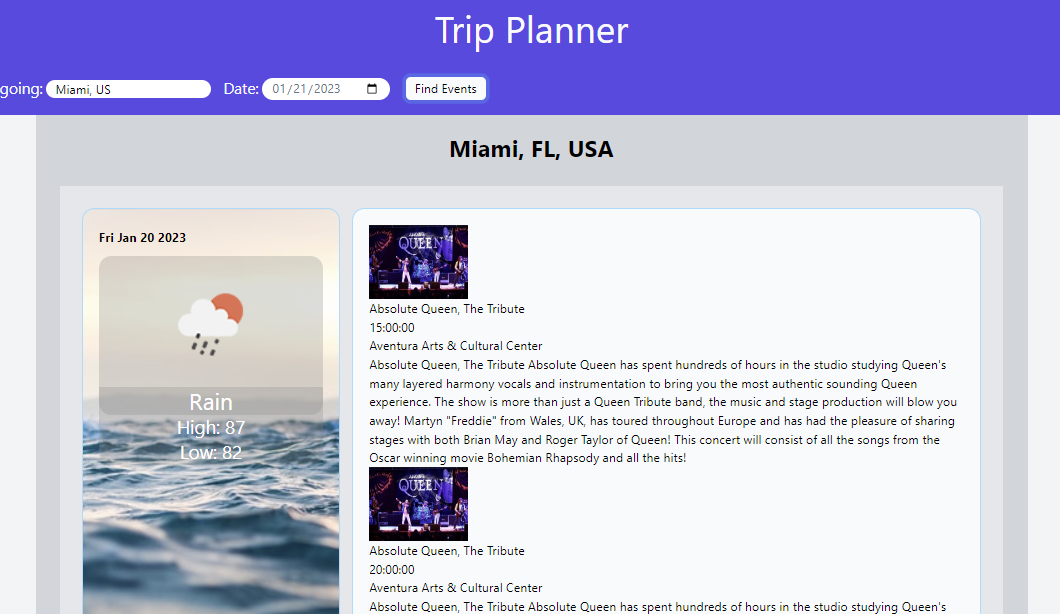 Trip Planner
going: Miami, US Date: 01/21/2023 Find Events
Miami, FL, USA
Fri Jan 20 2023
Rain
High: 87
Low: 82
QUEEN
Absolute Queen, The Tribute
15:00:00
Aventura Arts & Cultural Center
Absolute Queen, The Tribute Absolute Queen has spent hundreds of hours in the studio studying Queen's
many layered harmony vocals and instrumentation to bring you the most authentic sounding Queen
experience. The show is more than just a Queen Tribute band, the music and stage production will blow you
away! Martyn "Freddie" from Wales, UK, has toured throughout Europe and has had the pleasure of sharing
stages with both Brian May and Roger Taylor of Queen! This concert will consist of all the songs from the
Oscar winning movie Bohemian Rhapsody and all the hits!
QUEEN
Absolute Queen, The Tribute
20:00:00
Aventura Arts & Cultural Center
Absolute Queen, The Tribute Absolute Queen has spent hundreds of hours in the studio studying Queen's